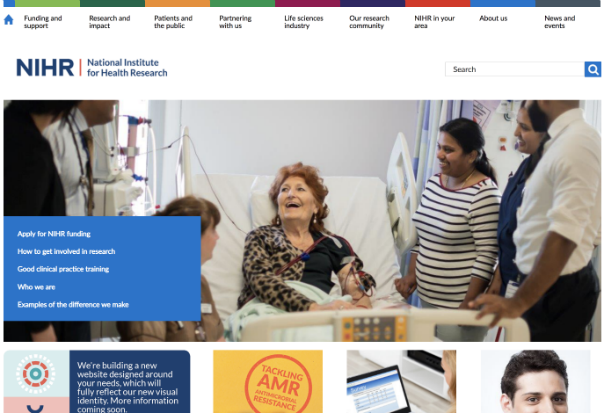 Funding and support
Research and impact
Patients and the public
Partnering with us
Life sciences industry
Our research community
NIHR in your area
About us
News and events
NIHR | National Institute
for Health Research
Search
Apply for NIHR funding
How to get involved in research
Good clinical practice training
Who we are
Examples of the difference we make
We're building a new
website designed around
your needs, which will
fully reflect our new visual
identity. More information
coming soon.
TACKLING
AMR
ANTIMICROBIAL
RESISTANCE